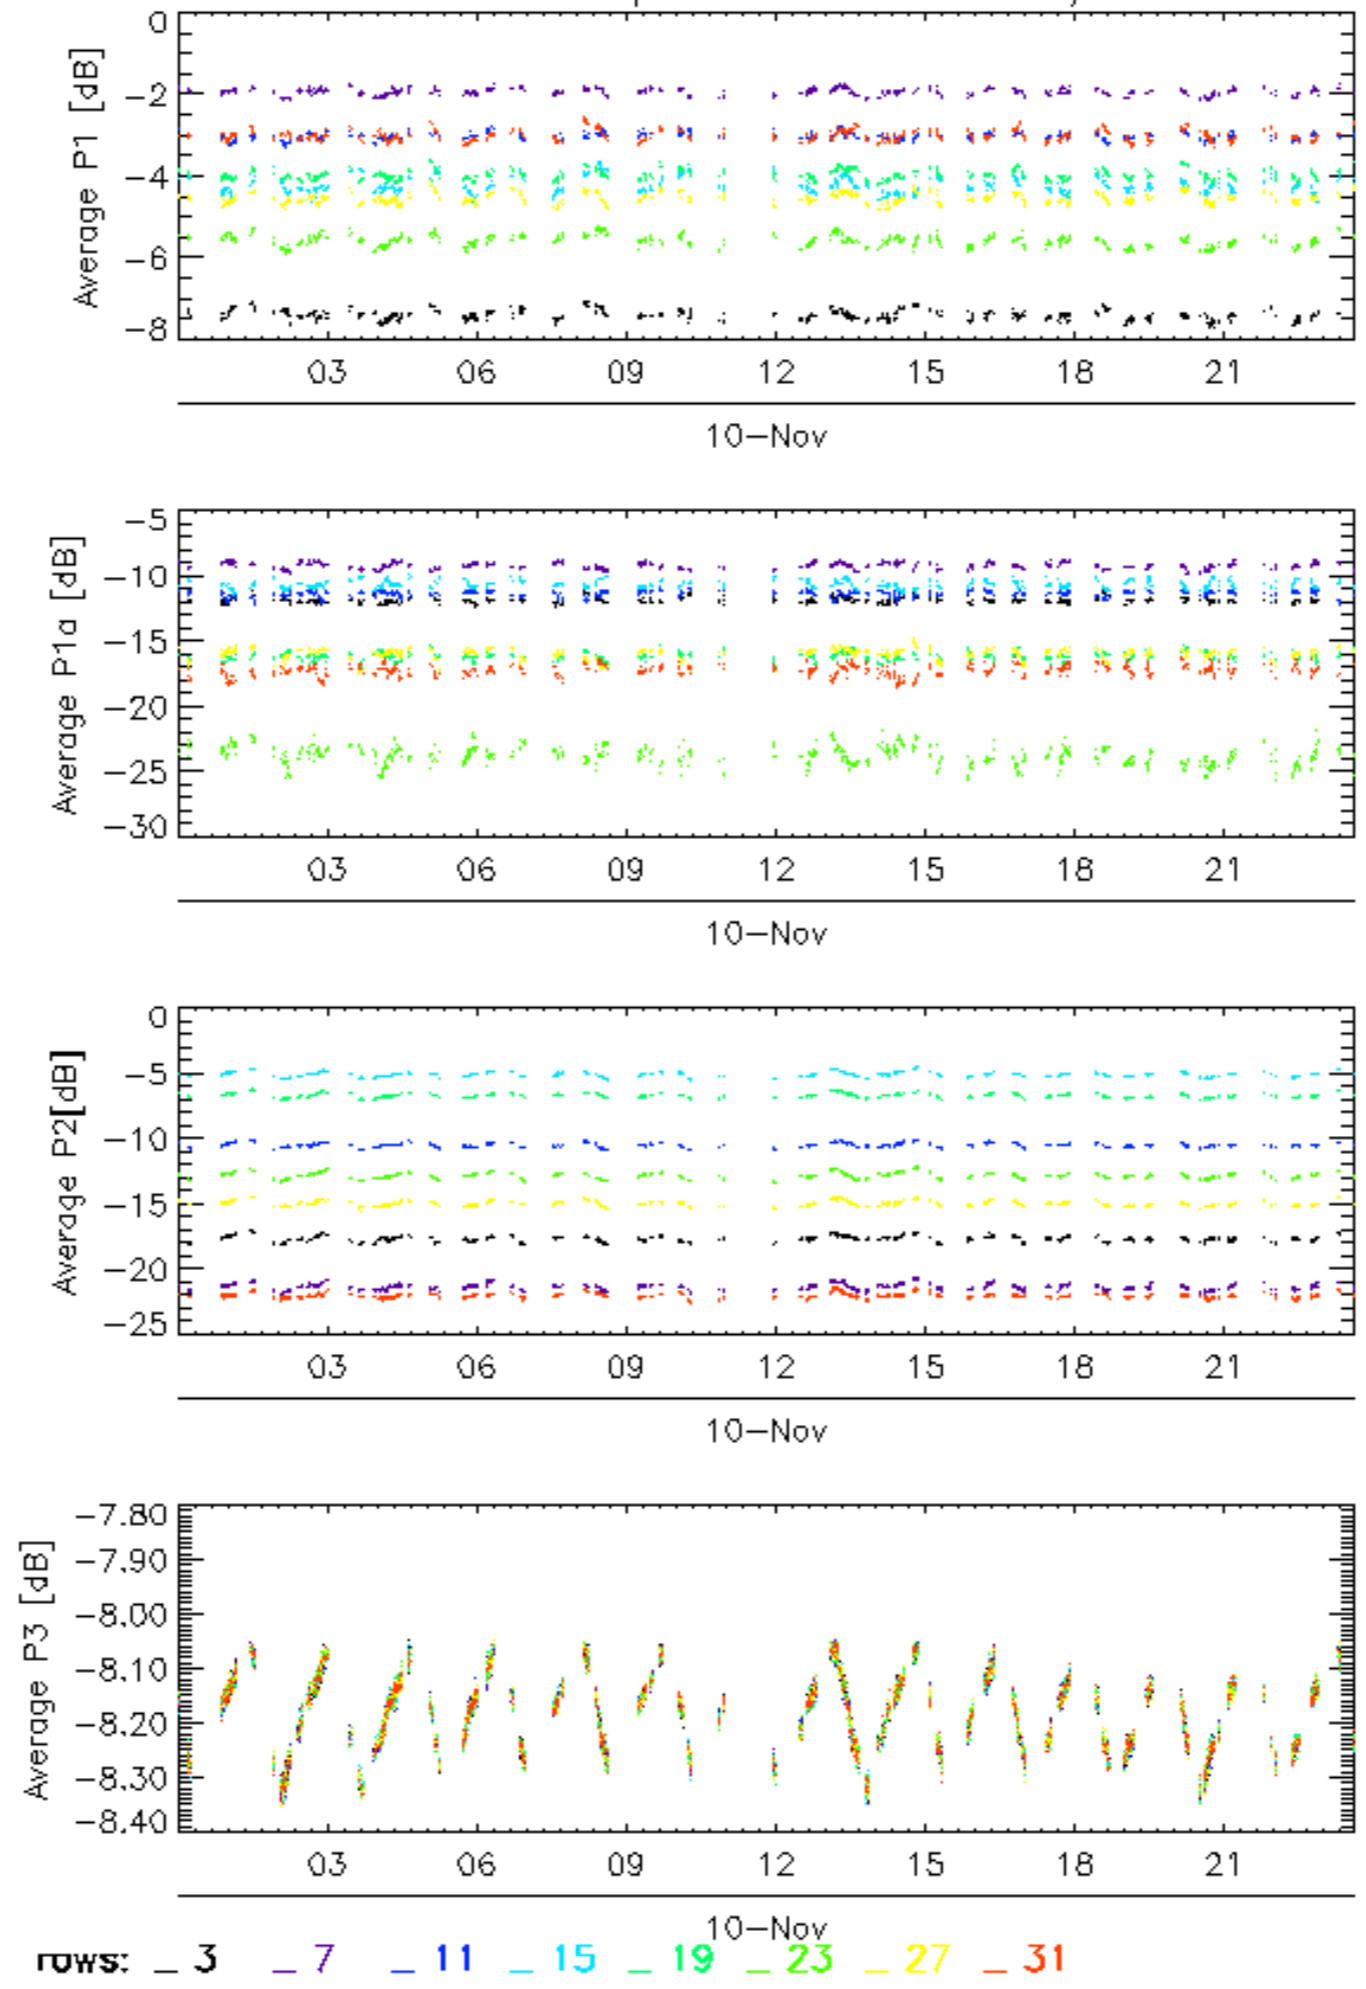 Average P1 [dB]
0
−2
−4
−6
−8
03 06 09 12 15 18 21
10−Nov
Average P1a [dB]
−5
−10
−15
−20
−25
−30
03 06 09 12 15 18 21
10−Nov
Average P2[dB]
0
−5
−10
−15
−20
−25
03 06 09 12 15 18 21
10−Nov
Average P3 [dB]
−7.80
−7.90
−8.00
−8.10
−8.20
−8.30
−8.40
03 06 09 12 15 18 21
10−Nov
rows: _ 3 _ 7 _ 11 _ 15 _ 19 _ 23 _ 27 _ 31